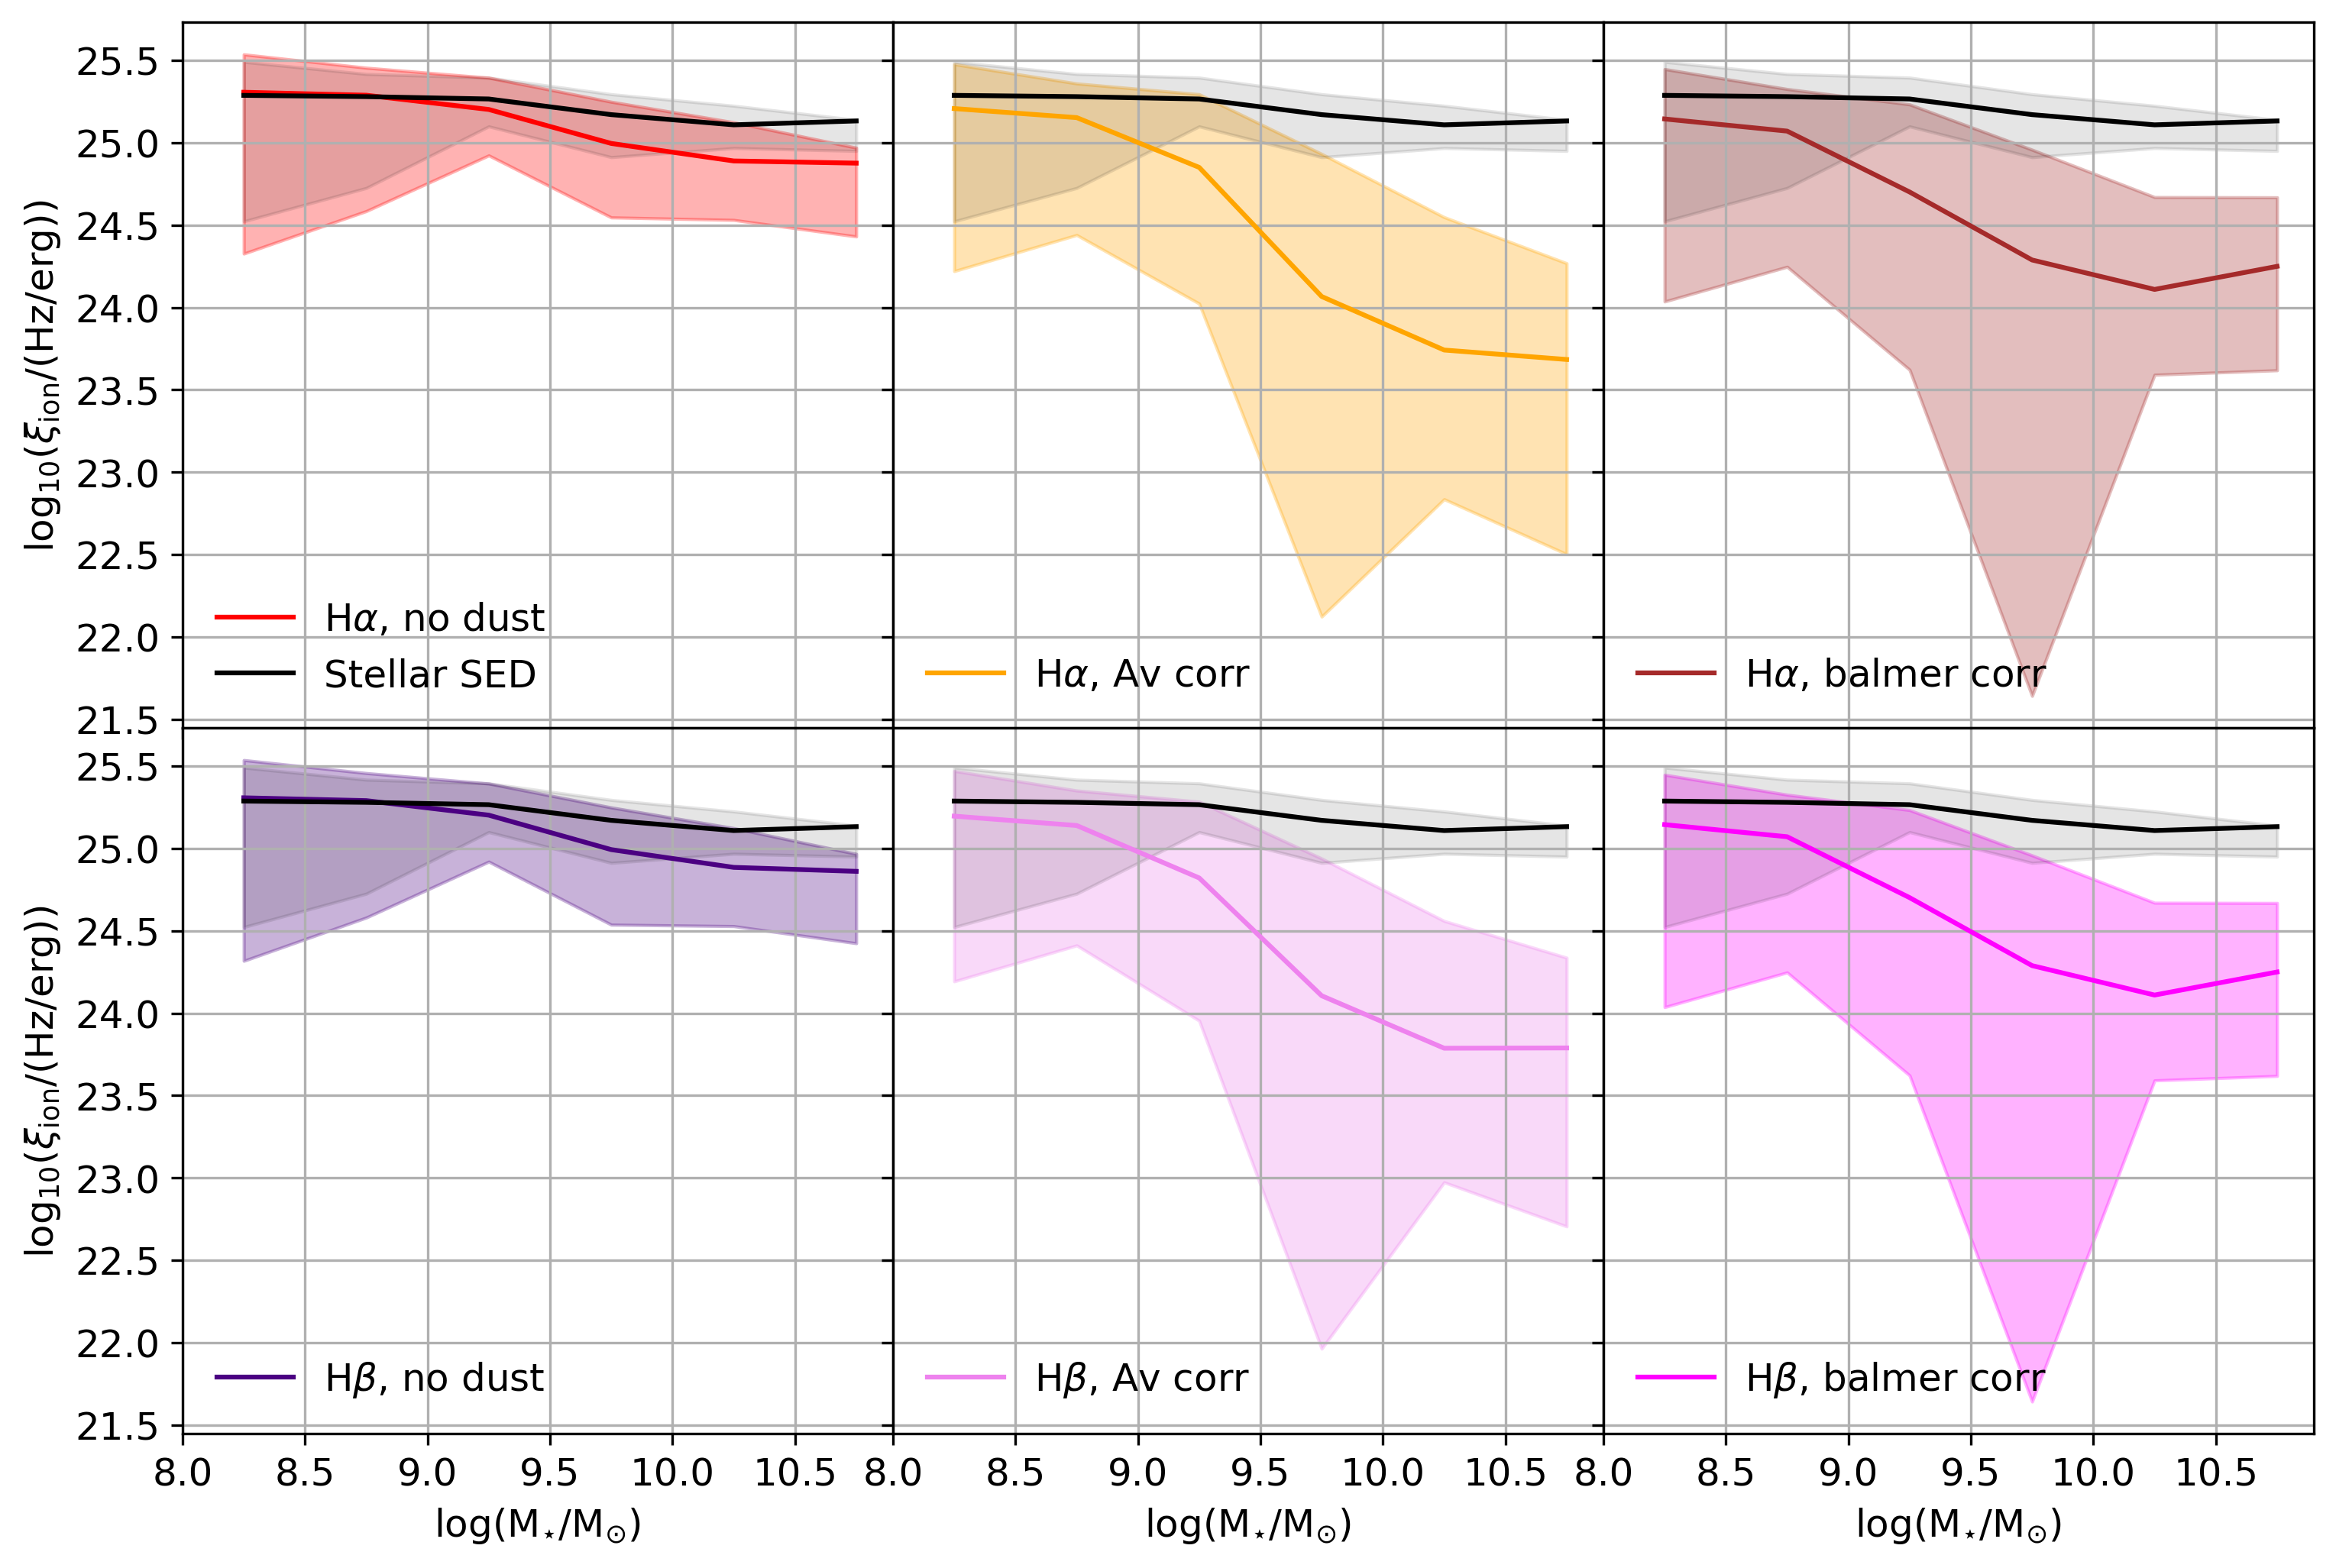 25.5
25.0
24.5
24.0
23.5
23.0
22.5
22.0
21.5
log₁₀(ξᵢₒₙ/(Hz/erg))
Hα, no dust
Stellar SED
Hα, Av corr
Hα, balmer corr
25.5
25.0
24.5
24.0
23.5
23.0
22.5
22.0
21.5
log₁₀(ξᵢₒₙ/(Hz/erg))
Hβ, no dust
Hβ, Av corr
Hβ, balmer corr
8.0 8.5 9.0 9.5 10.0 10.5 8.0 8.5 9.0 9.5 10.0 10.5 8.0 8.5 9.0 9.5 10.0 10.5
log(M⋆/M⊙) log(M⋆/M⊙) log(M⋆/M⊙)